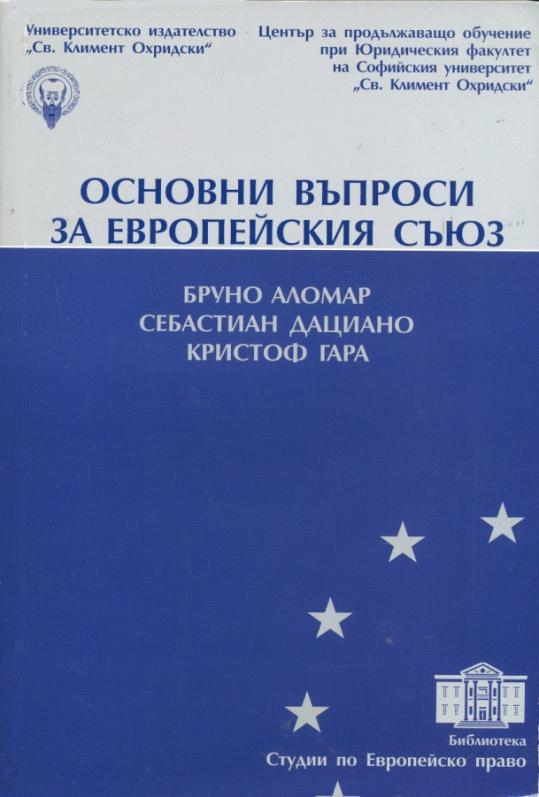 Университетско издателство
„Св. Климент Охридски“
Център за продължаващо обучение
при Юридическия факултет
на Софийския университет
„Св. Климент Охридски“
ОСНОВНИ ВЪПРОСИ
ЗА ЕВРОПЕЙСКИЯ СЪЮЗ
БРУНО АЛОМАР
СЕБАСТИАН ДАЦИАНО
КРИСТОФ ГАРА
Библиотека
Студии по Европейско право